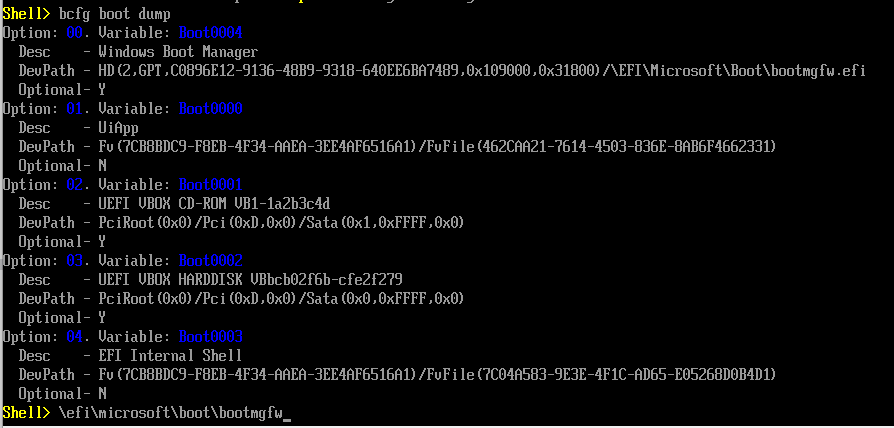 Shell> bcfg boot dump
Option: 00. Variable: Boot0004
Desc - Windows Boot Manager
DevPath - HD(2,GPT,C0896E12-9136-48B9-9318-640EE6BA7489,0x109000,0x31800)/\EFI\Microsoft\Boot\bootmgfw.efi
Optional- Y
Option: 01. Variable: Boot0000
Desc - UiApp
DevPath - Fv(7CB8BDC9-F8EB-4F34-AAEA-3EE4AF6516A1)/FvFile(462CAA21-7614-4503-836E-8AB6F4662331)
Optional- N
Option: 02. Variable: Boot0001
Desc - UEFI VBOX CD-ROM VB1-1a2b3c4d
DevPath - PciRoot(0x0)/Pci(0xD,0x0)/Sata(0x1,0xFFFF,0x0)
Optional- Y
Option: 03. Variable: Boot0002
Desc - UEFI VBOX HARDDISK VBbcb02f6b-cfe2f279
DevPath - PciRoot(0x0)/Pci(0xD,0x0)/Sata(0x0,0xFFFF,0x0)
Optional- Y
Option: 04. Variable: Boot0003
Desc - EFI Internal Shell
DevPath - Fv(7CB8BDC9-F8EB-4F34-AAEA-3EE4AF6516A1)/FvFile(7C04A583-9E3E-4F1C-AD65-E05268D0B4D1)
Optional- N
Shell> \efi\microsoft\boot\bootmgfw_